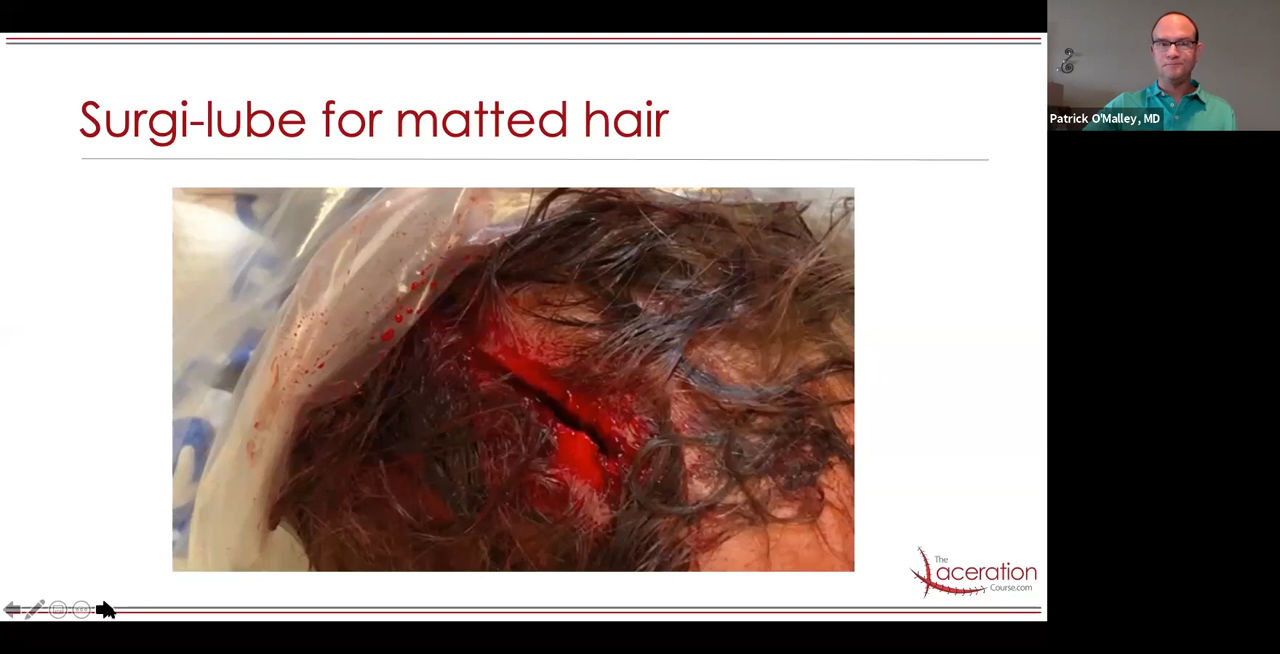 Surgi-lube for matted hair
Patrick O'Malley, MD
The
Laceration
Course.com